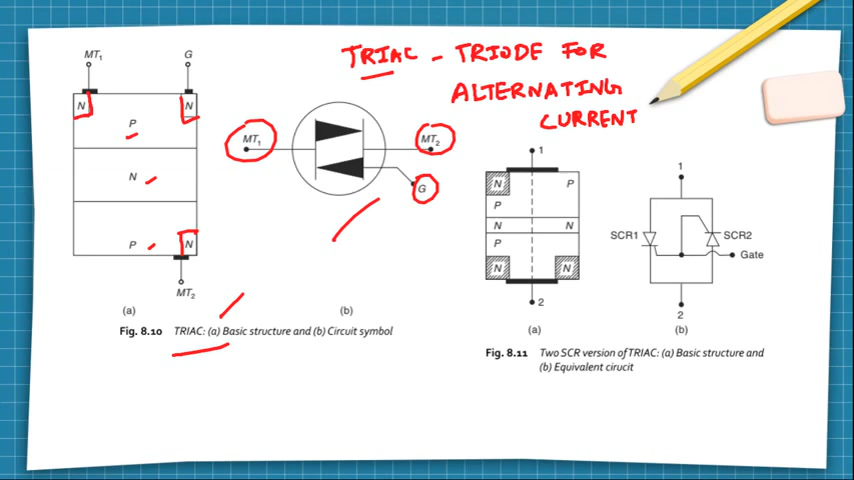 TRIAC - TRIODE FOR
ALTERNATING
CURRENT
MT1
G
N
N
P
N
P
N
MT2
(a)
MT1
MT2
G
(b)
Fig. 8.10 TRIAC: (a) Basic structure and (b) Circuit symbol
1
N
P
P
N
N
P
N
N
2
(a)
1
SCR1
SCR2
Gate
2
(b)
Fig. 8.11 Two SCR version of TRIAC: (a) Basic structure and
(b) Equivalent cirucit